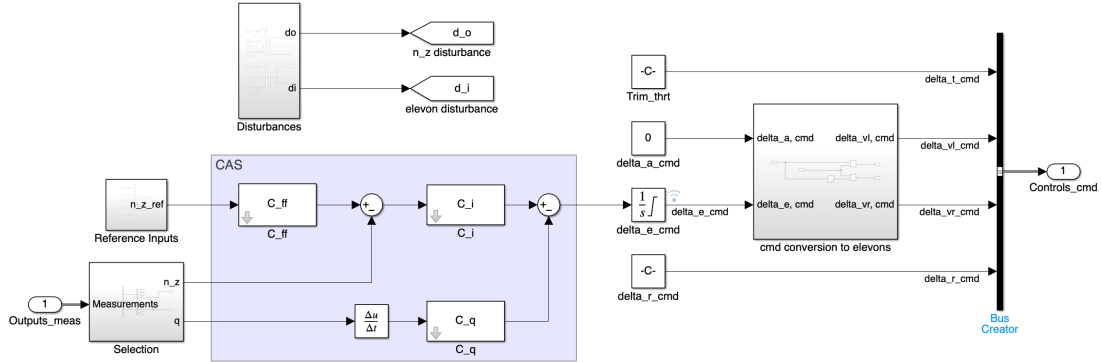 do
di
Disturbances
d_o
n_z disturbance
d_i
elevon disturbance
-C-
Trim_thrt
delta_t_cmd
0
delta_a_cmd
delta_a, cmd
delta_e, cmd
delta_vl, cmd
delta_vr, cmd
cmd conversion to elevons
delta_vl_cmd
delta_vr_cmd
1
Controls_cmd
CAS
n_z_ref
Reference Inputs
C_ff
C_ff
+
−
C_i
C_i
+
−
1
s
delta_e_cmd
delta_e_cmd
-C-
delta_r_cmd
delta_r_cmd
Bus
Creator
1
Outputs_meas
Measurements
n_z
q
Selection
Δu
Δt
C_q
C_q